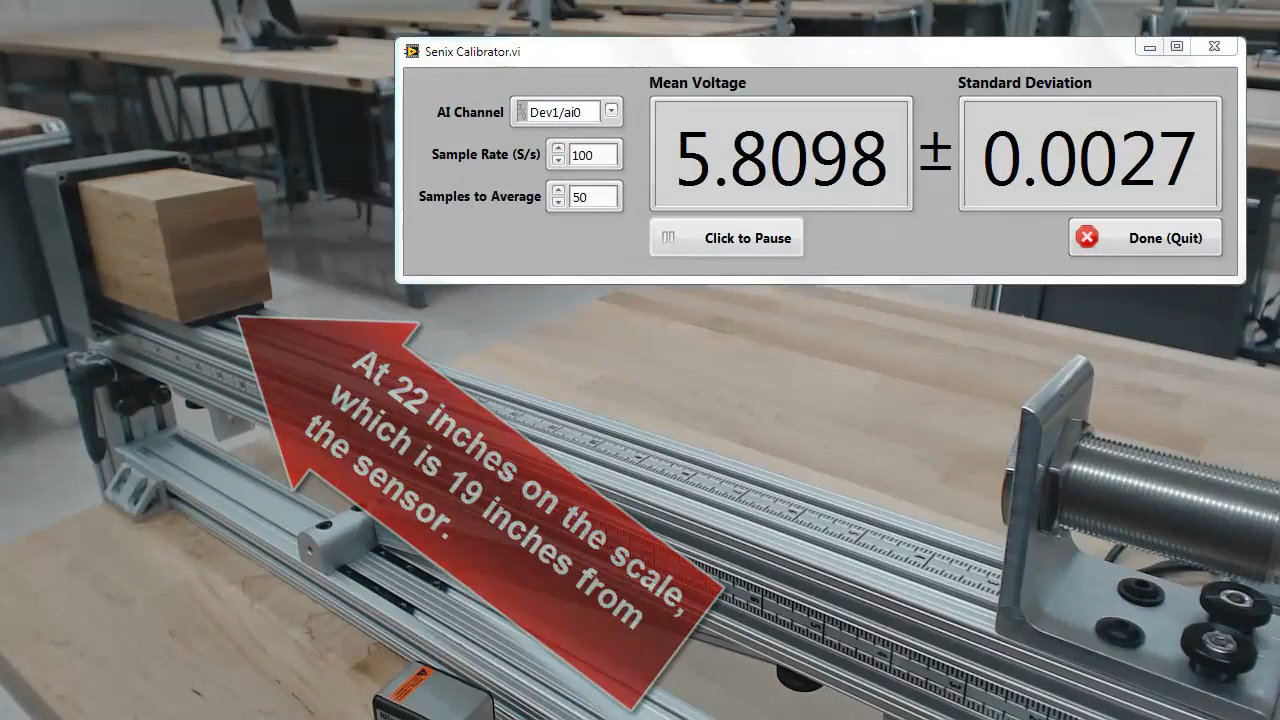 Senix Calibrator.vi
Mean Voltage
Standard Deviation
AI Channel
Dev1/ai0
Sample Rate (S/s)
100
Samples to Average
50
5.8098
±
0.0027
Click to Pause
Done (Quit)
At 22 inches on the scale,
which is 19 inches from
the sensor.